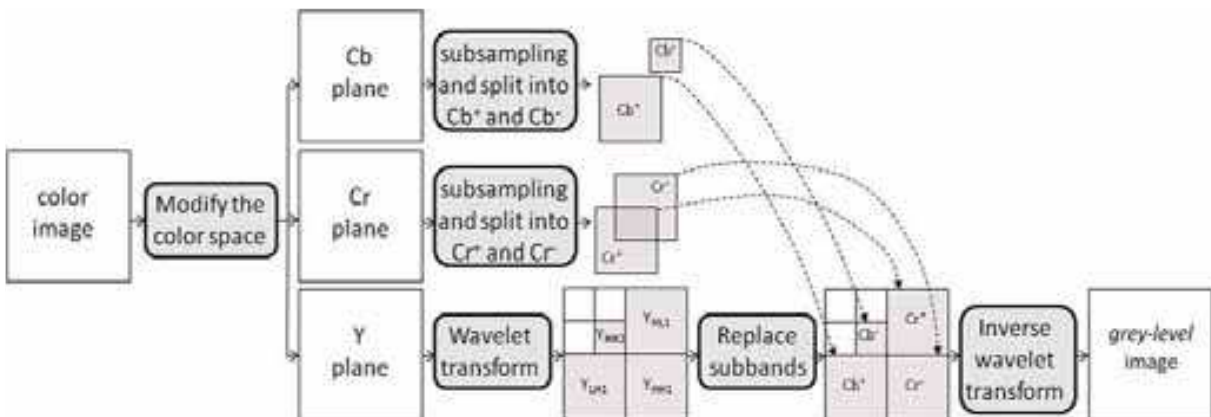 color
image
Modify the
color space
Cb
plane
subsampling
and split into
Cb⁺ and Cb⁻
Cb⁻
Cb⁺
Cr
plane
subsampling
and split into
Cr⁺ and Cr⁻
Cr⁻
Cr⁺
Y
plane
Wavelet
transform
Y_HL1
Y_LH1
Y_HH1
Replace
subbands
Cr⁺
Cb⁻
Cb⁺
Cr⁻
Inverse
wavelet
transform
grey-level
image